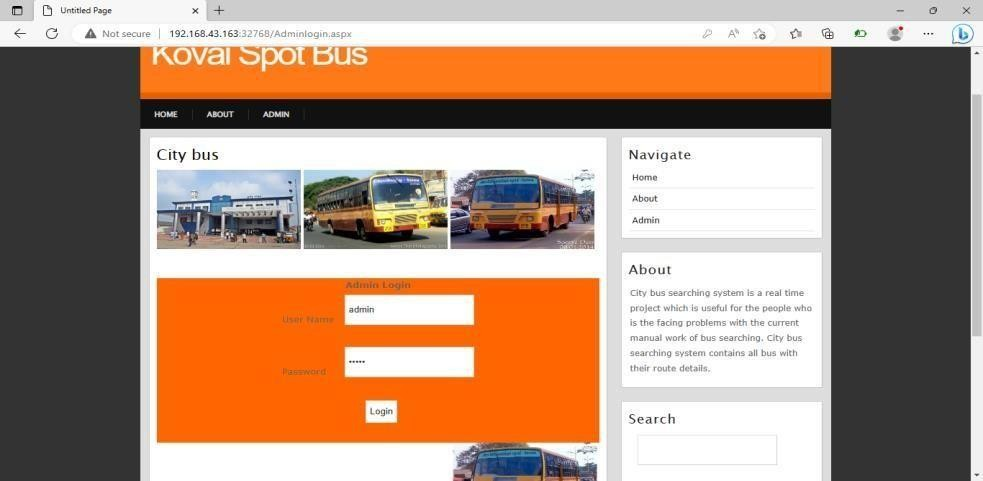 Untitled Page
Not secure 192.168.43.163:32768/Adminlogin.aspx
Kovai Spot Bus
HOME ABOUT ADMIN
City bus
Admin Login
User Name admin
Password •••••
Login
Navigate
Home
About
Admin
About
City bus searching system is a real time
project which is useful for the people who
is the facing problems with the current
manual work of bus searching. City bus
searching system contains all bus with
their route details.
Search